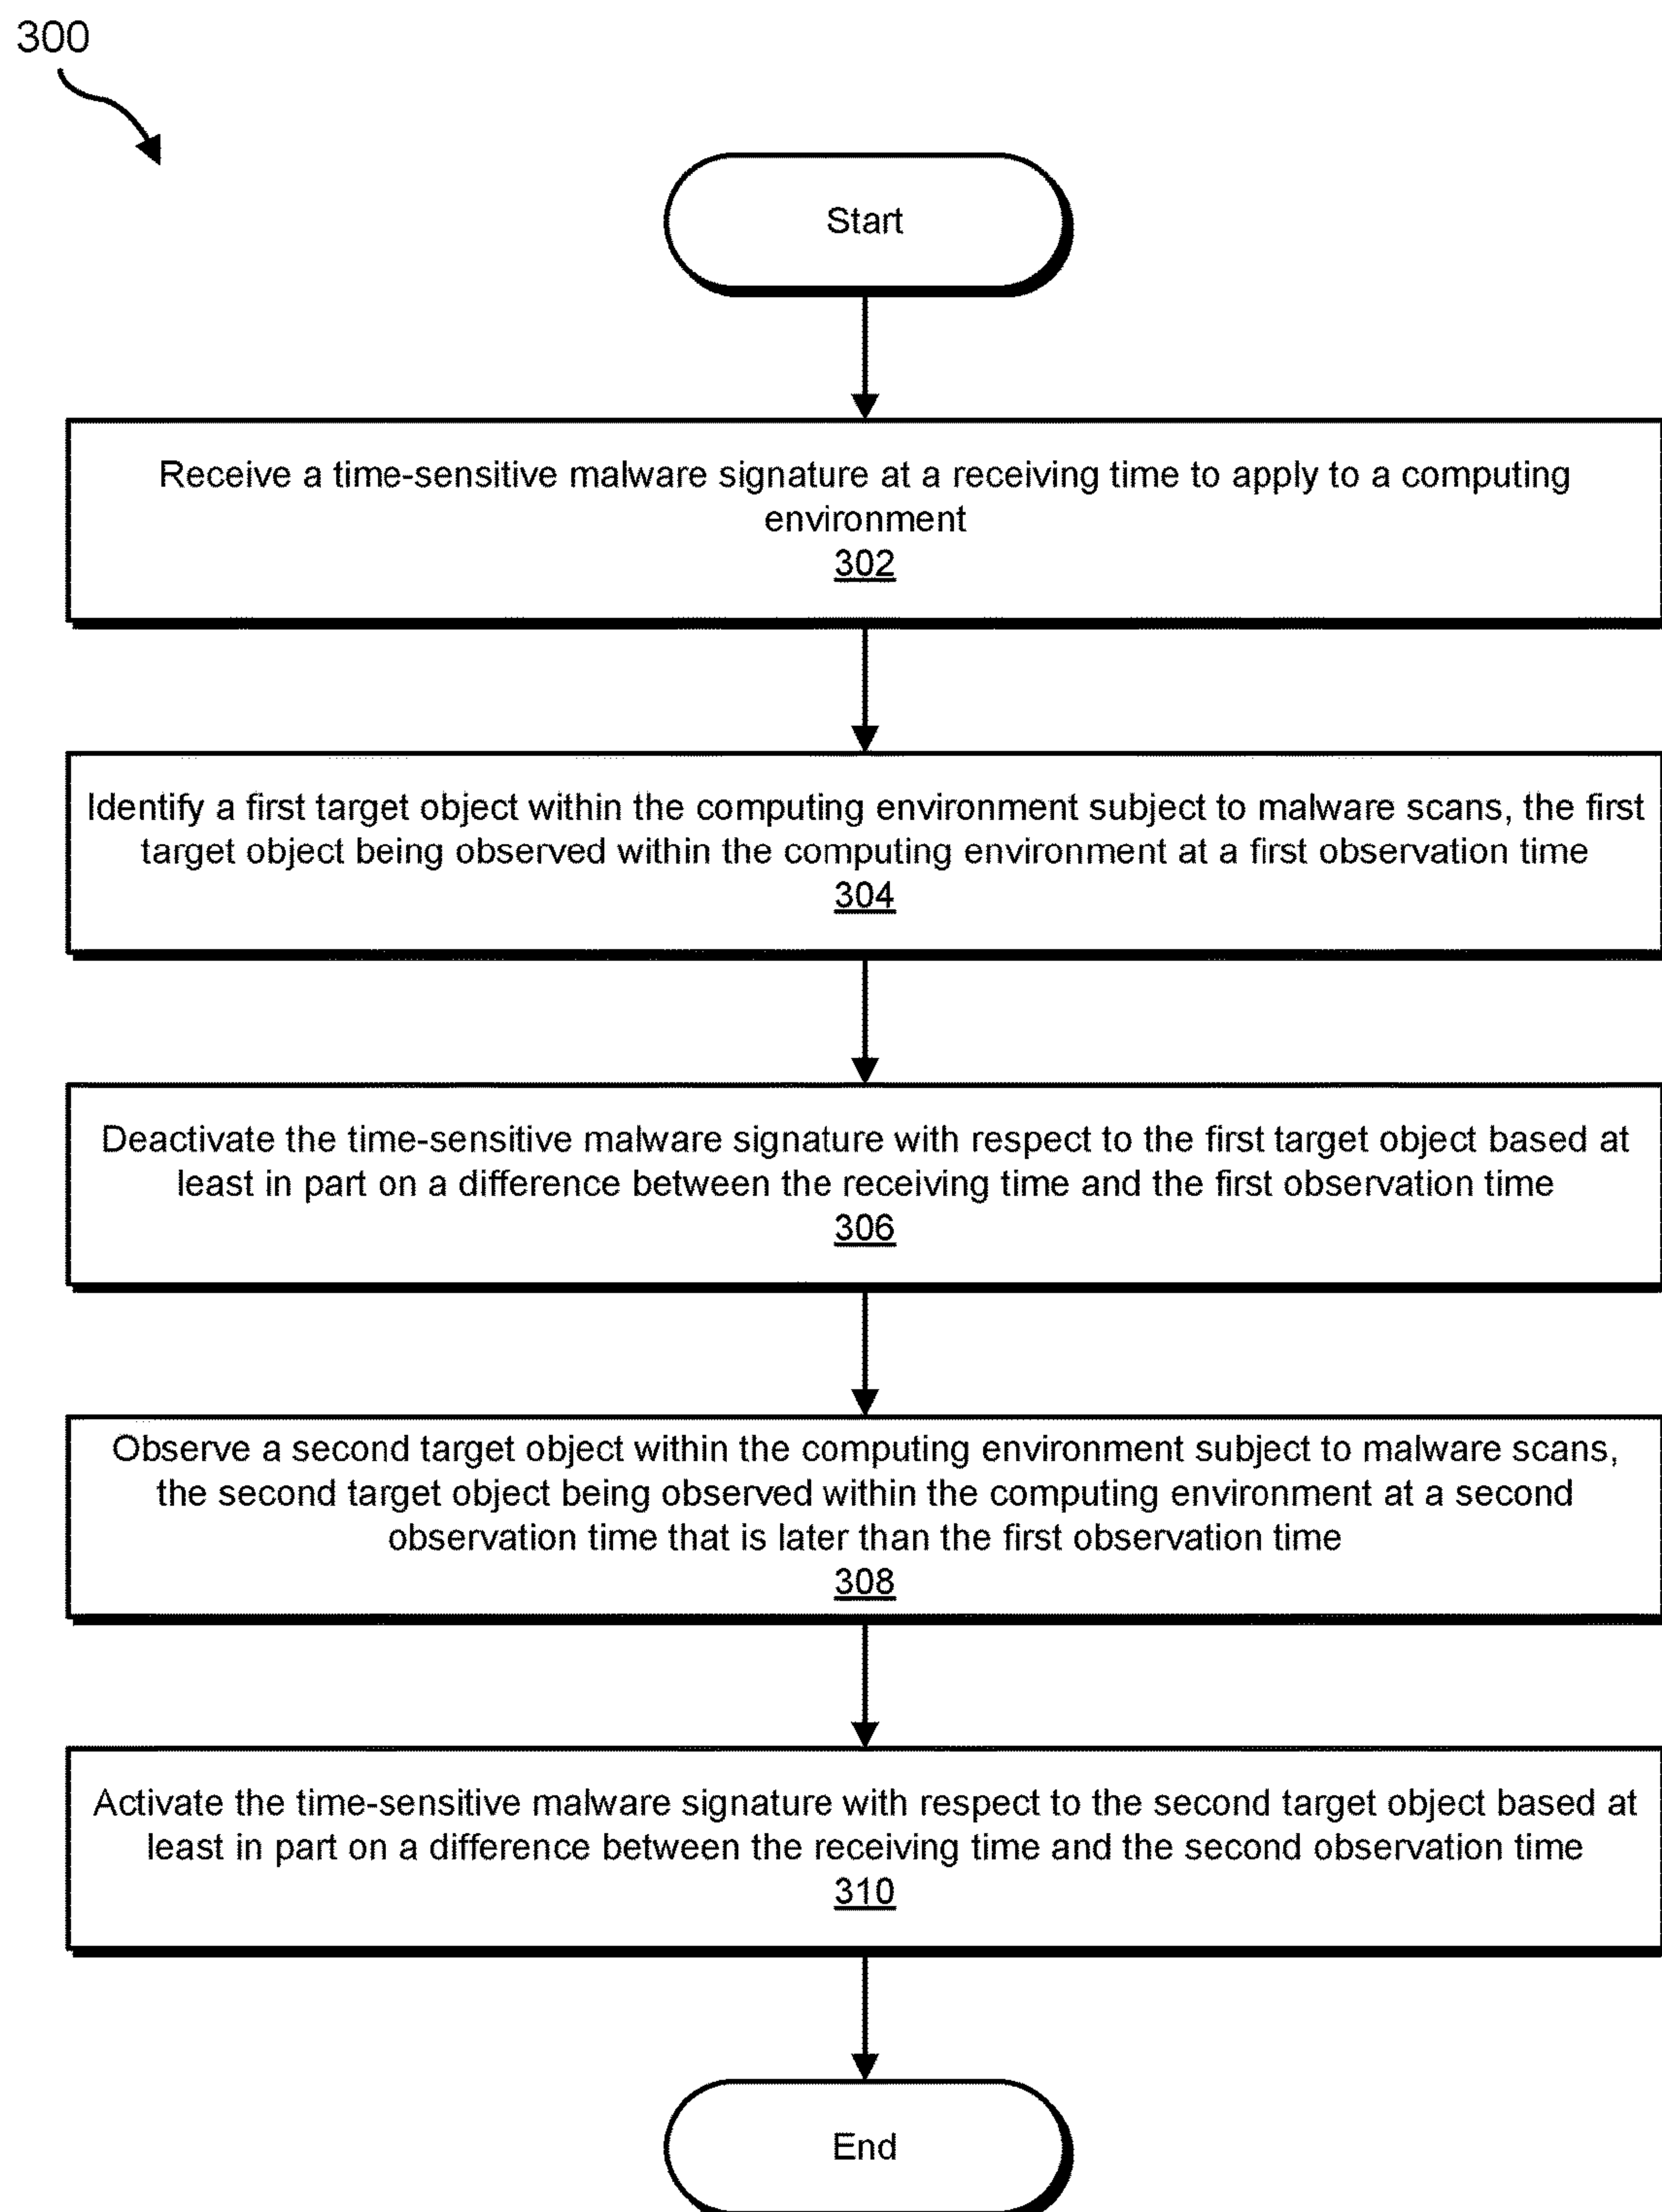 300
Start
Receive a time-sensitive malware signature at a receiving time to apply to a computing
environment
302
Identify a first target object within the computing environment subject to malware scans, the first
target object being observed within the computing environment at a first observation time
304
Deactivate the time-sensitive malware signature with respect to the first target object based at
least in part on a difference between the receiving time and the first observation time
306
Observe a second target object within the computing environment subject to malware scans,
the second target object being observed within the computing environment at a second
observation time that is later than the first observation time
308
Activate the time-sensitive malware signature with respect to the second target object based at
least in part on a difference between the receiving time and the second observation time
310
End